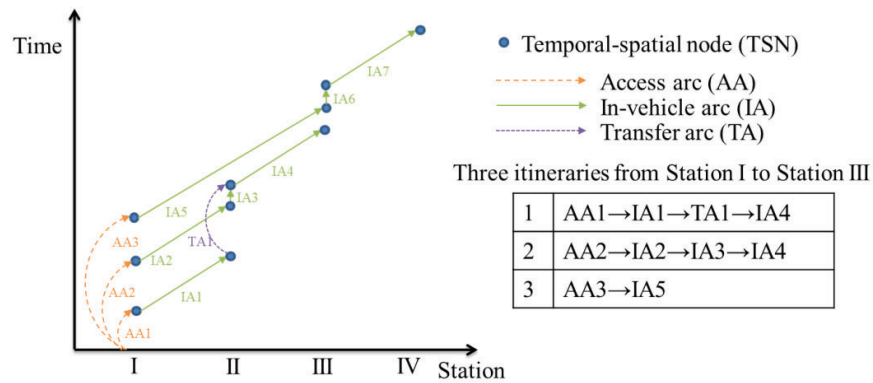 Time
IA7
IA6
IA4
IA5
IA3
AA3
TA1
IA2
AA2
IA1
AA1
I II III IV Station
Temporal-spatial node (TSN)
Access arc (AA)
In-vehicle arc (IA)
Transfer arc (TA)
Three itineraries from Station I to Station III
1 AA1→IA1→TA1→IA4
2 AA2→IA2→IA3→IA4
3 AA3→IA5